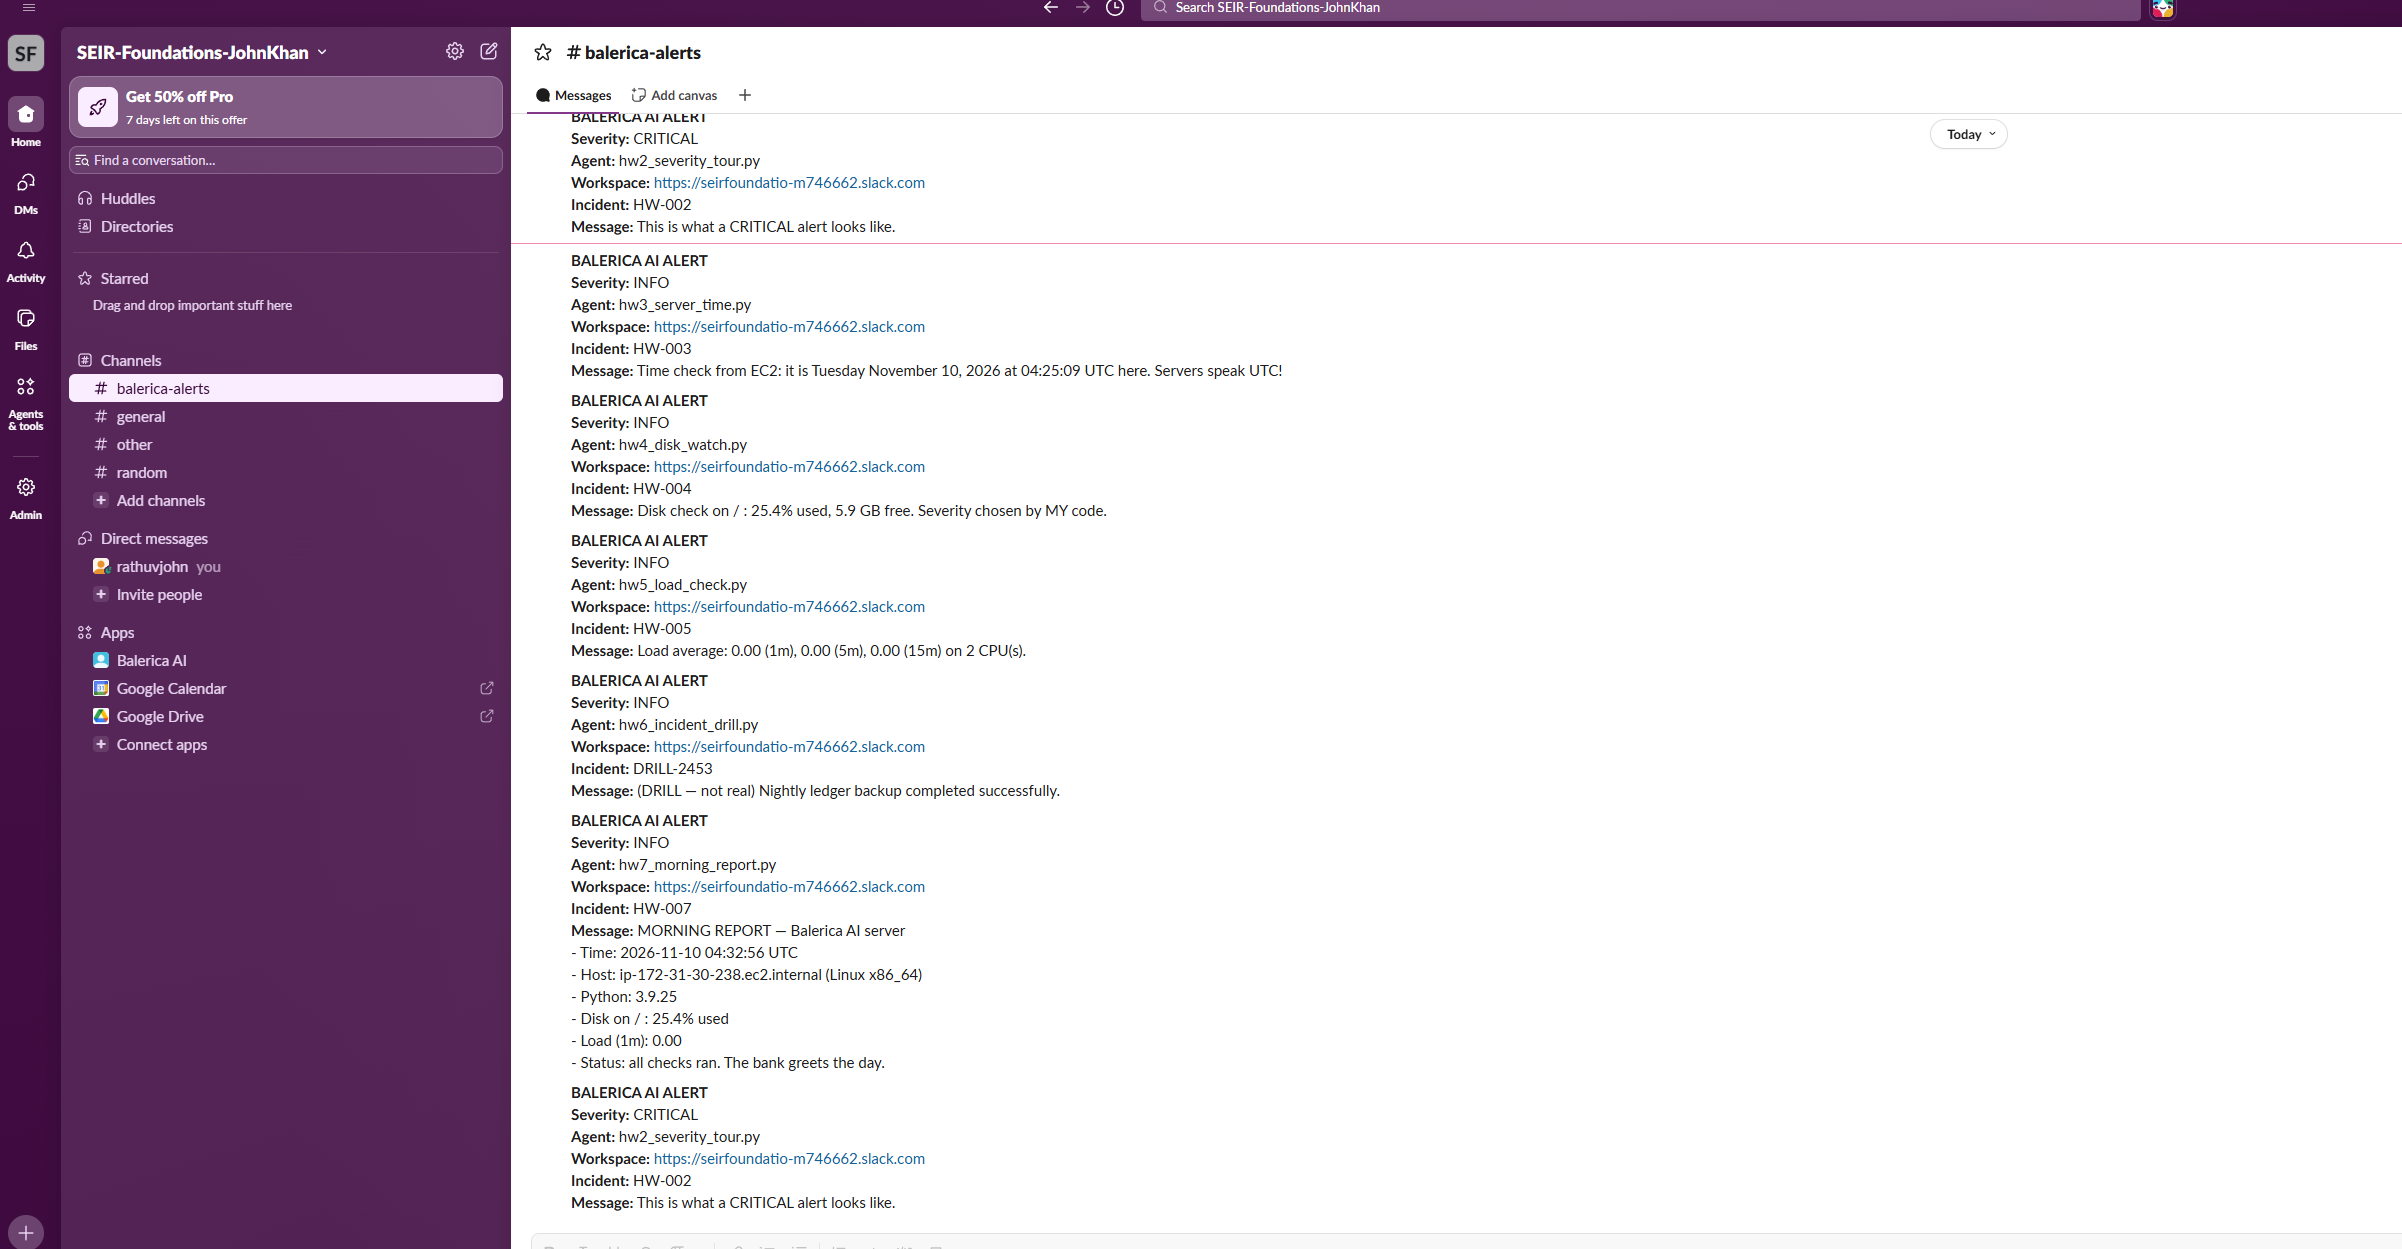 Search SEIR-Foundations-JohnKhan
SF
SEIR-Foundations-JohnKhan
Get 50% off Pro
7 days left on this offer
Find a conversation...
Home
DMs
Activity
Files
Agents
& tools
Admin
Huddles
Directories
Starred
Drag and drop important stuff here
Channels
# balerica-alerts
# general
# other
# random
Add channels
Direct messages
rathuvjohn you
Invite people
Apps
Balerica AI
Google Calendar
Google Drive
Connect apps
# balerica-alerts
Messages
Add canvas
Today
BALERICA AI ALERT
Severity: CRITICAL
Agent: hw2_severity_tour.py
Workspace: https://seirfoundatio-m746662.slack.com
Incident: HW-002
Message: This is what a CRITICAL alert looks like.
BALERICA AI ALERT
Severity: INFO
Agent: hw3_server_time.py
Workspace: https://seirfoundatio-m746662.slack.com
Incident: HW-003
Message: Time check from EC2: it is Tuesday November 10, 2026 at 04:25:09 UTC here. Servers speak UTC!
BALERICA AI ALERT
Severity: INFO
Agent: hw4_disk_watch.py
Workspace: https://seirfoundatio-m746662.slack.com
Incident: HW-004
Message: Disk check on / : 25.4% used, 5.9 GB free. Severity chosen by MY code.
BALERICA AI ALERT
Severity: INFO
Agent: hw5_load_check.py
Workspace: https://seirfoundatio-m746662.slack.com
Incident: HW-005
Message: Load average: 0.00 (1m), 0.00 (5m), 0.00 (15m) on 2 CPU(s).
BALERICA AI ALERT
Severity: INFO
Agent: hw6_incident_drill.py
Workspace: https://seirfoundatio-m746662.slack.com
Incident: DRILL-2453
Message: (DRILL — not real) Nightly ledger backup completed successfully.
BALERICA AI ALERT
Severity: INFO
Agent: hw7_morning_report.py
Workspace: https://seirfoundatio-m746662.slack.com
Incident: HW-007
Message: MORNING REPORT — Balerica AI server
- Time: 2026-11-10 04:32:56 UTC
- Host: ip-172-31-30-238.ec2.internal (Linux x86_64)
- Python: 3.9.25
- Disk on / : 25.4% used
- Load (1m): 0.00
- Status: all checks ran. The bank greets the day.
BALERICA AI ALERT
Severity: CRITICAL
Agent: hw2_severity_tour.py
Workspace: https://seirfoundatio-m746662.slack.com
Incident: HW-002
Message: This is what a CRITICAL alert looks like.